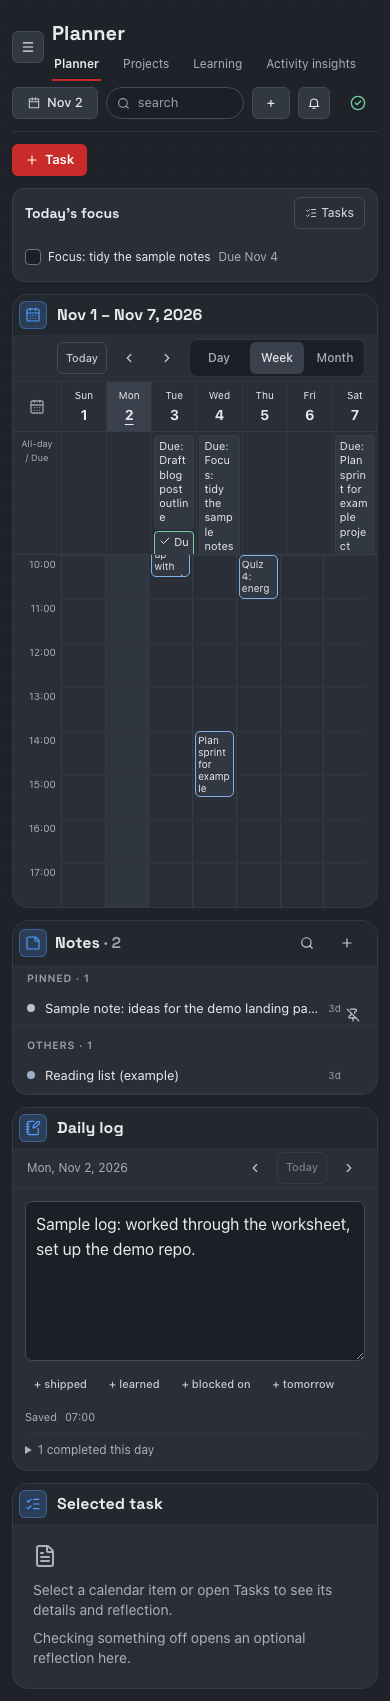 Planner
Planner Projects Learning Activity insights
Nov 2 search +
+ Task
Today's focus Tasks
Focus: tidy the sample notes Due Nov 4
Nov 1 – Nov 7, 2026
Today Day Week Month
Sun Mon Tue Wed Thu Fri Sat
1 2 3 4 5 6 7
All-day
/ Due
Due:
Draft
blog
post
outlin
e
Du
Due:
Focu
s:
tidy
the
samp
le
notes
Due:
Plan
sprin
t for
exam
ple
proje
ct
10:00
with
Quiz
4:
energ
11:00
12:00
13:00
14:00
Plan
sprint
for
examp
le
15:00
16:00
17:00
Notes · 2
PINNED · 1
Sample note: ideas for the demo landing pa... 3d
OTHERS · 1
Reading list (example) 3d
Daily log
Mon, Nov 2, 2026 Today
Sample log: worked through the worksheet,
set up the demo repo.
+ shipped + learned + blocked on + tomorrow
Saved 07:00
1 completed this day
Selected task
Select a calendar item or open Tasks to see its
details and reflection.
Checking something off opens an optional
reflection here.